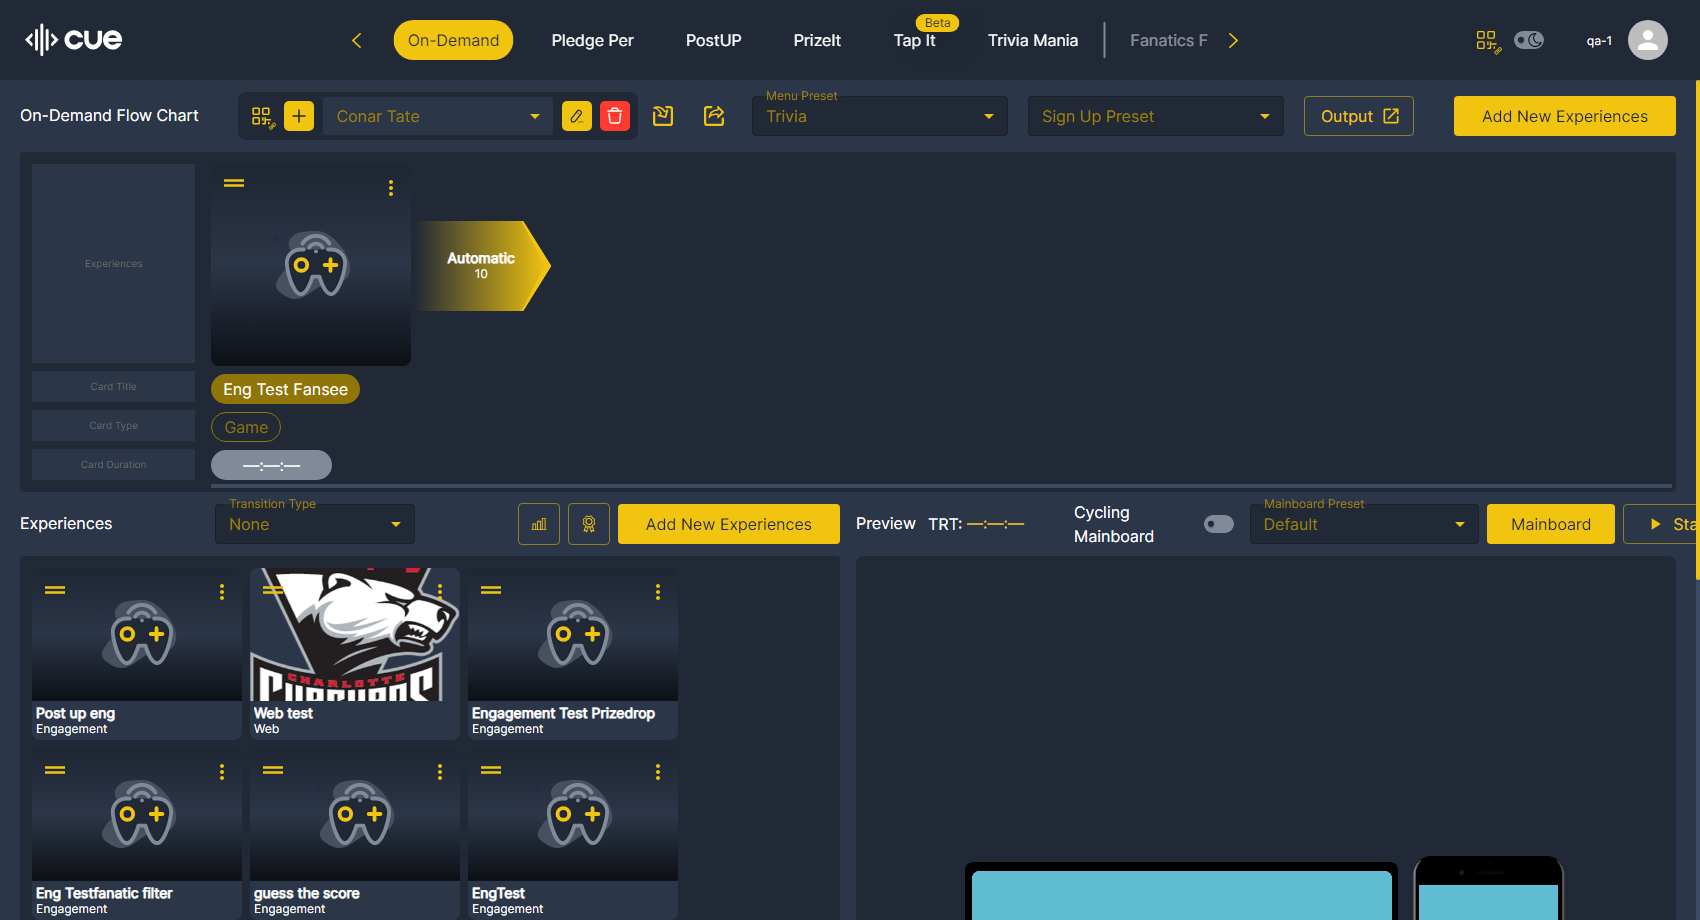 cue
On-Demand
Pledge Per
PostUP
PrizeIt
Beta
Tap It
Trivia Mania
Fanatics F
qa-1
On-Demand Flow Chart
Conar Tate
Menu Preset
Trivia
Sign Up Preset
Output
Add New Experiences
Experiences
Automatic
10
Card Title
Eng Test Fansee
Card Type
Game
Card Duration
—:—:—
Experiences
Transition Type
None
Add New Experiences
Preview
TRT: —:—:—
Cycling
Mainboard
Mainboard Preset
Default
Mainboard
Sta
CHARLOTTE
Post up eng
Engagement
Web test
Web
Engagement Test Prizedrop
Engagement
Eng Testfanatic filter
Engagement
guess the score
Engagement
EngTest
Engagement